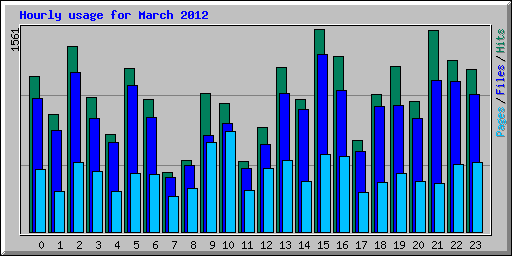 Hourly usage for March 2012
1561
Pages/Files/Hits
0 1 2 3 4 5 6 7 8 9 10 11 12 13 14 15 16 17 18 19 20 21 22 23